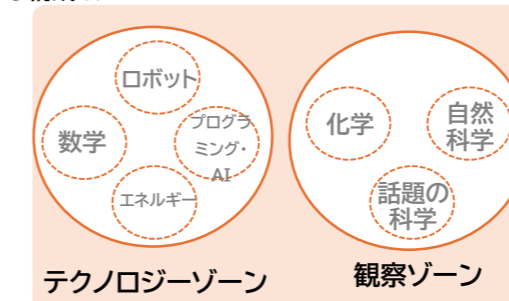 ロボット
数学
プログラ
ミング・
AI
エネルギー
テクノロジーゾーン
化学
自然
科学
話題の
科学
観察ゾーン